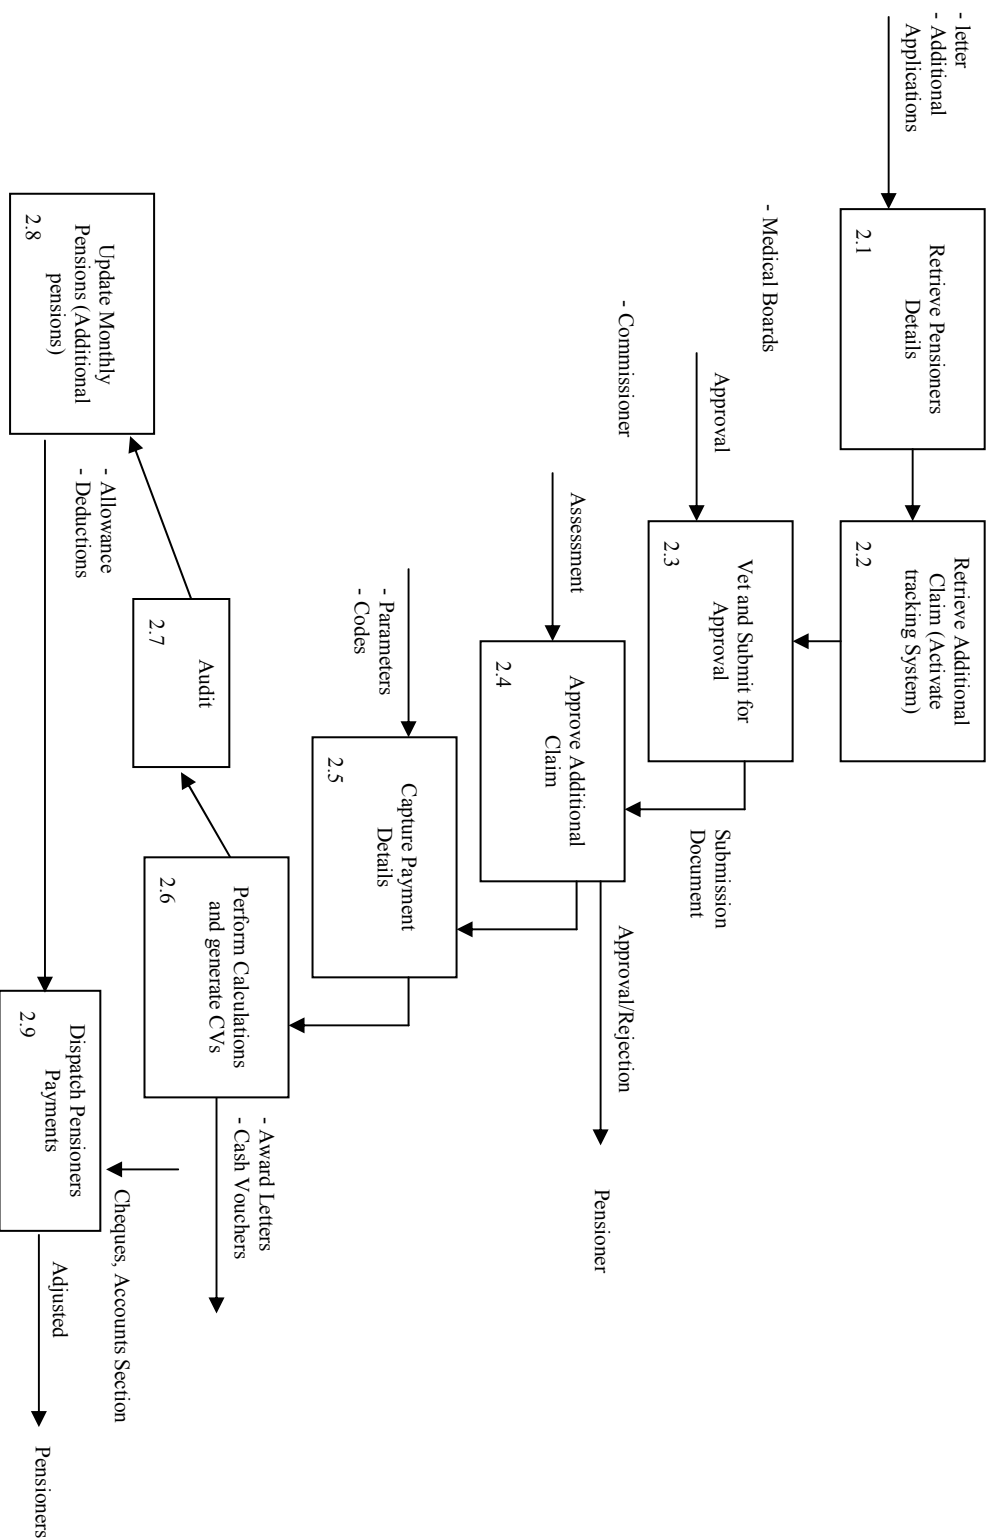 - letter
- Additional
Applications
Retrieve Pensioners
Details
2.1
Retrieve Additional
Claim (Activate
tracking System)
2.2
- Medical Boards
Approval
Vet and Submit for
Approval
2.3
Submission
Document
- Commissioner
Assessment
Approve Additional
Claim
2.4
Approval/Rejection
Pensioner
- Parameters
- Codes
Capture Payment
Details
2.5
Perform Calculations
and generate CVs
2.6
- Award Letters
- Cash Vouchers
Audit
2.7
Update Monthly
Pensions (Additional
pensions)
2.8
- Allowance
- Deductions
Cheques, Accounts Section
Dispatch Pensioners
Payments
2.9
Adjusted
Pensioners